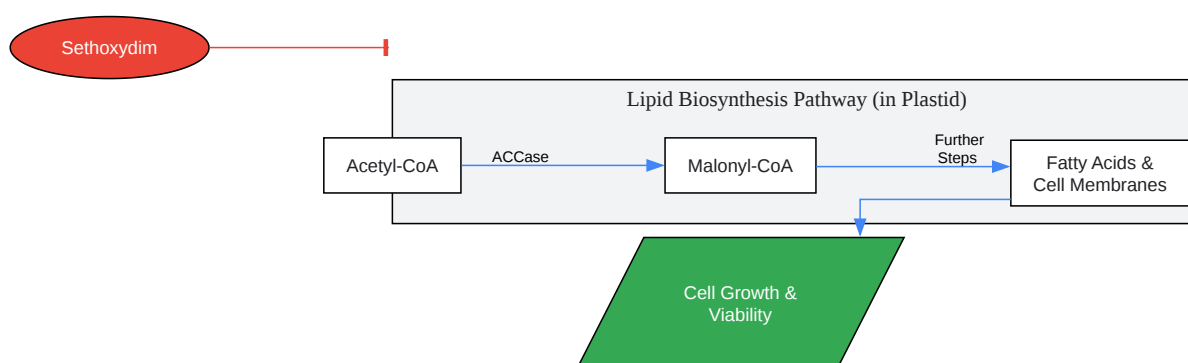 Sethoxydim
Lipid Biosynthesis Pathway (in Plastid)
Acetyl-CoA
ACCase
Malonyl-CoA
Further
Steps
Fatty Acids &
Cell Membranes
Cell Growth &
Viability